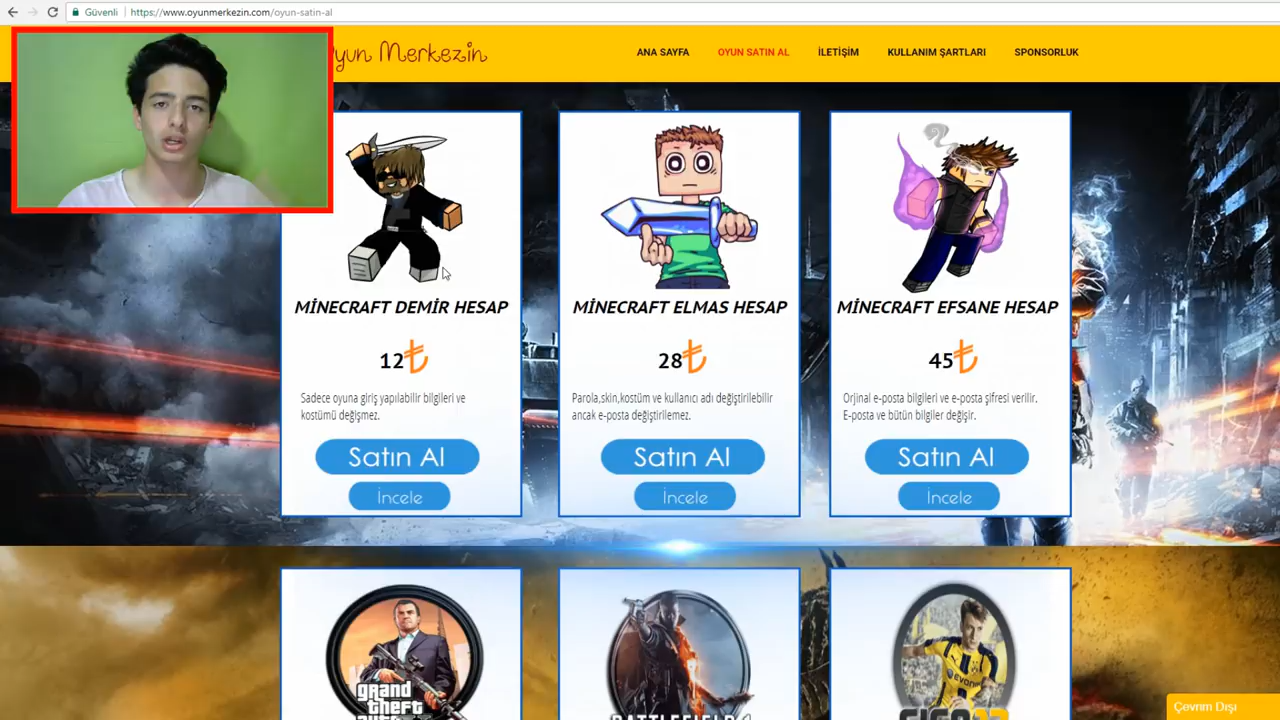 Güvenli
https://www.oyunmerkezin.com/oyun-satin-al
Oyun Merkezin
ANA SAYFA
OYUN SATIN AL
İLETİŞİM
KULLANIM ŞARTLARI
SPONSORLUK
MİNECRAFT DEMİR HESAP
12₺
Sadece oyuna giriş yapılabilir bilgileri ve
kostümü değişmez.
Satın Al
İncele
MİNECRAFT ELMAS HESAP
28₺
Parola,skin,kostüm ve kullanıcı adı değiştirilebilir
ancak e-posta değiştirilemez.
Satın Al
İncele
MİNECRAFT EFSANE HESAP
45₺
Orjinal e-posta bilgileri ve e-posta şifresi verilir.
E-posta ve bütün bilgiler değişir.
Satın Al
İncele
grand
theft
BATTLEFIELD
Çevrim Dışı